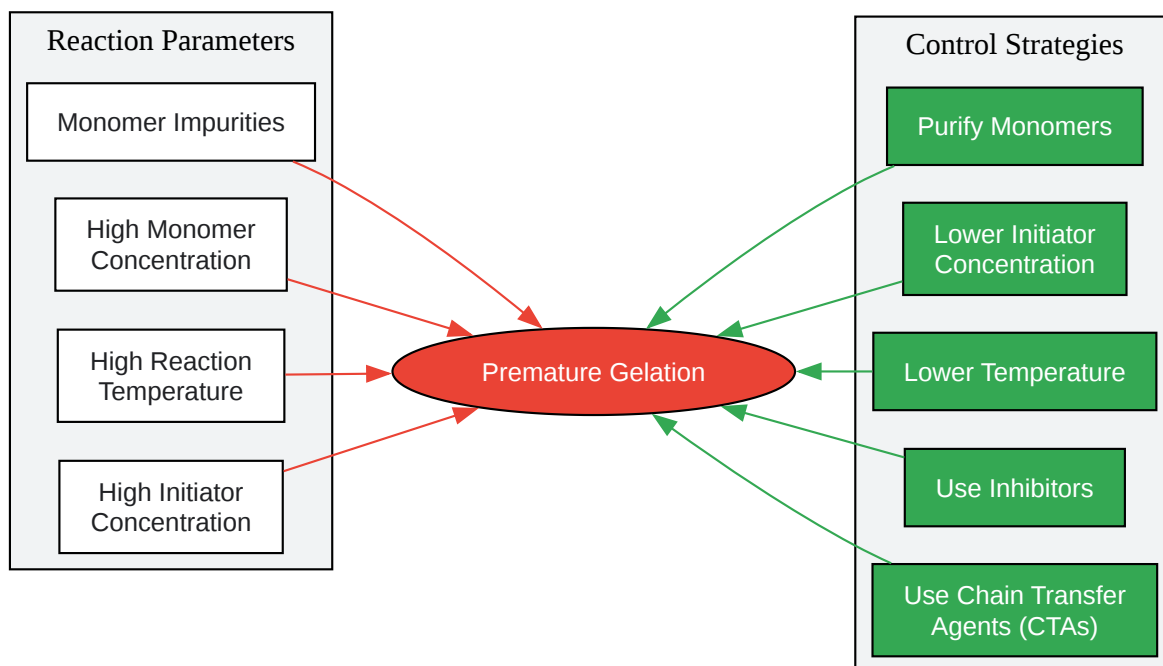 Reaction Parameters
Monomer Impurities
High Monomer
Concentration
High Reaction
Temperature
High Initiator
Concentration
Premature Gelation
Control Strategies
Purify Monomers
Lower Initiator
Concentration
Lower Temperature
Use Inhibitors
Use Chain Transfer
Agents (CTAs)